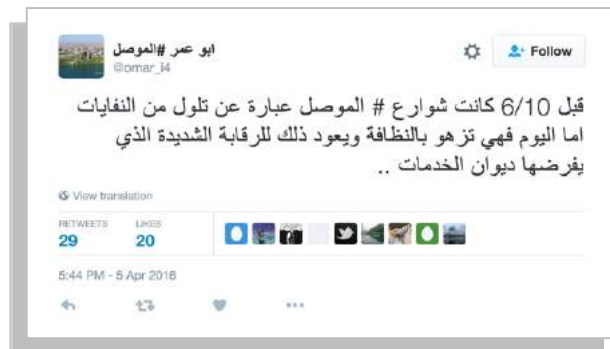 ابو عمر #الموصل
@omar_i4
Follow
قبل 6/10 كانت شوارع # الموصل عبارة عن تلول من النفايات
اما اليوم فهي تزهو بالنظافة ويعود ذلك للرقابة الشديدة الذي
يفرضها ديوان الخدمات ..
View translation
RETWEETS LIKES
29 20
5:44 PM - 5 Apr 2016